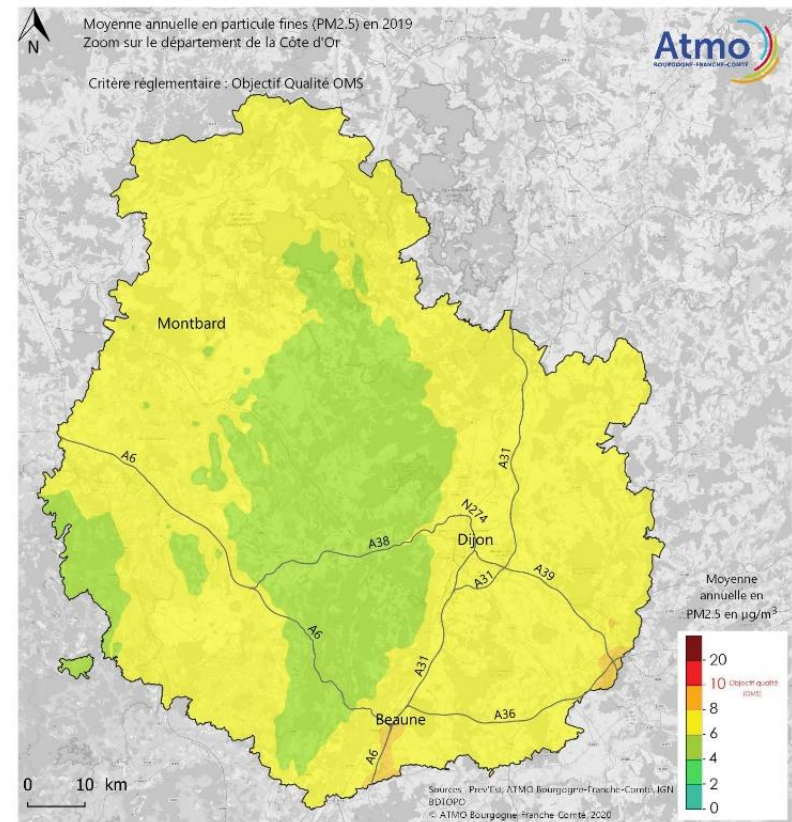 Moyenne annuelle en particule fines (PM2.5) en 2019
Zoom sur le département de la Côte d'Or
Critère réglementaire : Objectif Qualité OMS
N
Atmo
BOURGOGNE-FRANCHE-COMTÉ
Montbard
A6
A31
N274
A38
Dijon
A31
A39
A6
A31
Beaune
A36
A6
Moyenne
annuelle en
PM2.5 en µg/m³
20
10 Objectif qualité
(OMS)
8
6
4
2
0
0 10 km
Sources : Prev'Est, ATMO Bourgogne-Franche-Comté, IGN
BDTOPO
© ATMO Bourgogne-Franche-Comté, 2020